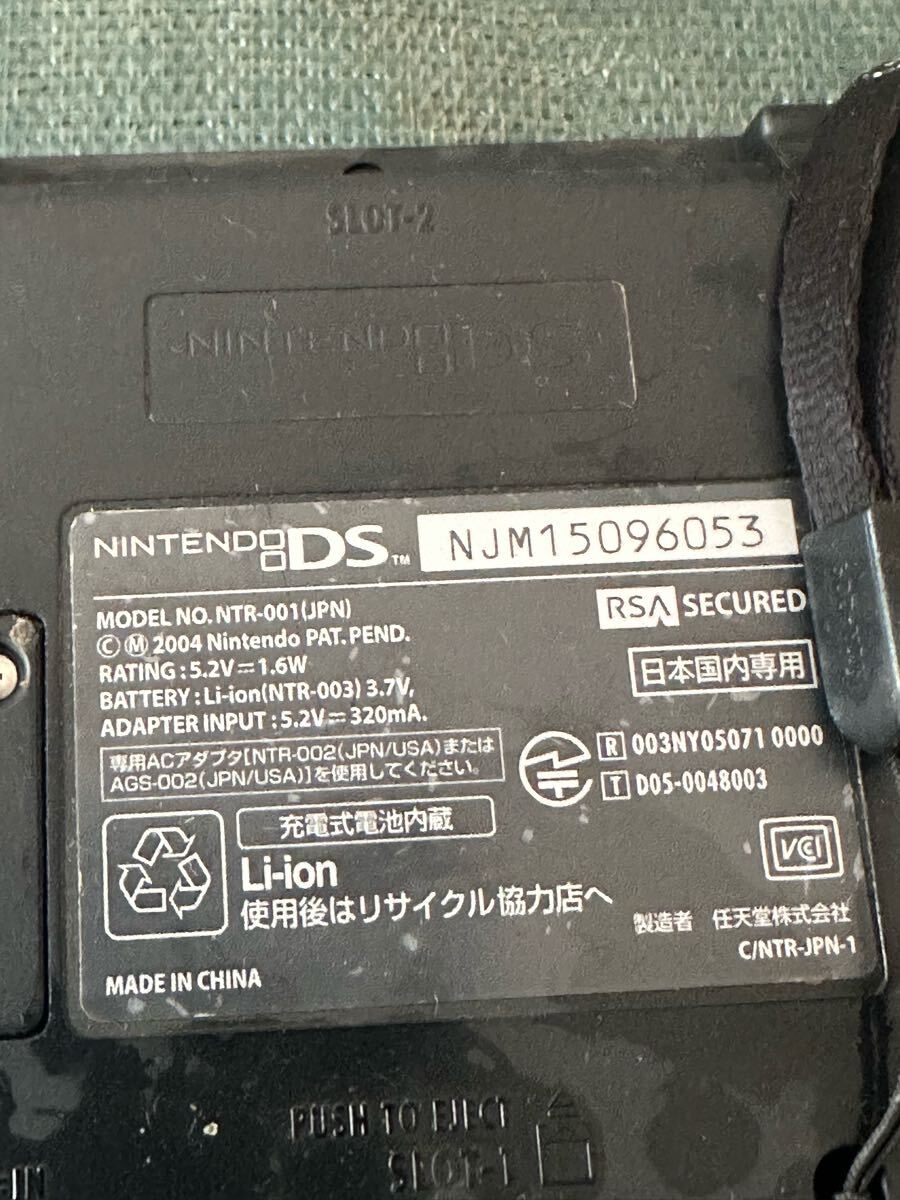 SLOT-2
NINTENDO DS
NINTENDO DS™ NJM15096053
MODEL NO. NTR-001(JPN)
RSA SECURED
Ⓒ Ⓜ 2004 Nintendo PAT. PEND.
RATING : 5.2V⎓1.6W
日本国内専用
BATTERY : Li-ion(NTR-003) 3.7V,
ADAPTER INPUT : 5.2V⎓320mA.
専用ACアダプタ[NTR-002(JPN/USA)または
AGS-002(JPN/USA)]を使用してください。
R 003NY05071 0000
T D05-0048003
充電式電池内蔵
Li-ion
使用後はリサイクル協力店へ
VCCI
製造者 任天堂株式会社
C/NTR-JPN-1
MADE IN CHINA
PUSH TO EJECT
SLOT-1